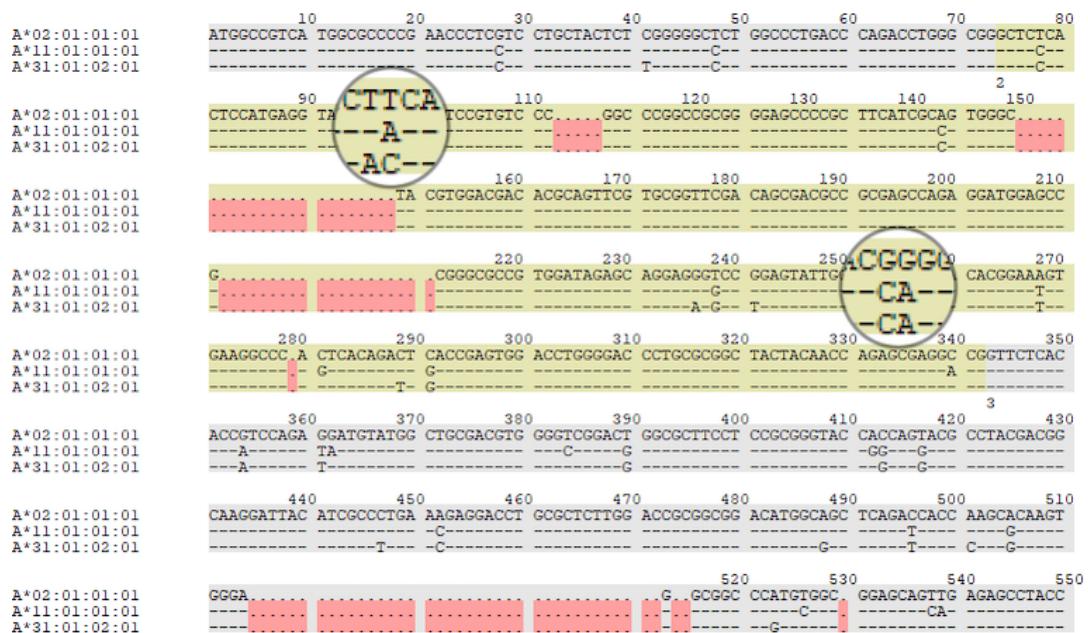 10 20 30 40 50 60 70 80
A*02:01:01:01 ATGGCCGTCA TGGCGCCCCG AACCCTCGTC CTGCTACTCT CGGGGGCTCT GGCCCTGACC CAGACCTGGG CGGGCTCTCA
A*11:01:01:01 ---------- ---------- -------C-- ---------- -------C-- ---------- ---------- -------C--
A*31:01:02:01 ---------- ---------- -------C-- ---------- T------C-- ---------- ---------- -------C--
2
90 110 120 130 140 150
A*02:01:01:01 CTCCATGAGG TA CTTCA TCCGTGTC CC.....GGC CCGGCCGCGG GGAGCCCCGC TTCATCGCAG TGGGC.....
A*11:01:01:01 ---------- ---A-- -------- --.....--- ---------- ---------- ---------- -----.....
A*31:01:02:01 ---------- -AC-- -------- --.....--- ---------- ---------- --------C- -----.....
160 170 180 190 200 210
A*02:01:01:01 .......... ........TA CGTGGACGAC ACGCAGTTCG TGCGGTTCGA CAGCGACGCC GCGAGCCAGA GGATGGAGCC
A*11:01:01:01 .......... ........-- ---------- ---------- ---------- ---------- ---------- ----------
A*31:01:02:01 .......... ........-- ---------- ---------- ---------- ---------- ---------- ----------
220 230 240 250 270
A*02:01:01:01 G......... .......... .CGGGCGCCG TGGATAGAGC AGGAGGGTCC GGAGTATTGG ACGGGG CACGGAAAGT
A*11:01:01:01 -......... .......... .--------- ---------- -------G-- ---------- --CA-- -------T--
A*31:01:02:01 -......... .......... .--------- ---------- -----A-G-- T--------- -CA- -------T--
280 290 300 310 320 330 340 350
A*02:01:01:01 GAAGGCCC.A CTCACAGACT CACCGAGTGG ACCTGGGGAC CCTGCGCGGC TACTACAACC AGAGCGAGGC CGGTTCTCAC
A*11:01:01:01 --------.- G--------- G--------- ---------- ---------- ---------- ---------A ----------
A*31:01:02:01 --------.- --------T- G--------- ---------- ---------- ---------- ---------- ----------
3
360 370 380 390 400 410 420 430
A*02:01:01:01 ACCGTCCAGA GGATGTATGG CTGCGACGTG GGGTCGGACT GGCGCTTCCT CCGCGGGTAC CACCAGTACG CCTACGACGG
A*11:01:01:01 ---A------ TA-------- ---------- ---C------ ---------- ---------- -GG---G--- ----------
A*31:01:02:01 ---A------ T--------- ---------- ---------G ---------- ---------- --G---G--- ----------
440 450 460 470 480 490 500 510
A*02:01:01:01 CAAGGATTAC ATCGCCCTGA AAGAGGACCT GCGCTCTTGG ACCGCGGCGG ACATGGCAGC TCAGACCACC AAGCACAAGT
A*11:01:01:01 ---------- ---------- -C-------- ---------- ---------- ---------- -----T---- ----G-----
A*31:01:02:01 ---------- ------T--- -C-------- ---------- ---------- -------G-- -----T---- C---G-----
520 530 540 550
A*02:01:01:01 GGGA...... .......... .......... .......... ..G..GCGGC CCATGTGGC. GGAGCAGTTG AGAGCCTACC
A*11:01:01:01 ----...... .......... .......... .......... ..-..----- -----C---. -------CA- ----------
A*31:01:02:01 ----...... .......... .......... .......... ..-..----- --G------. ---------- ----------